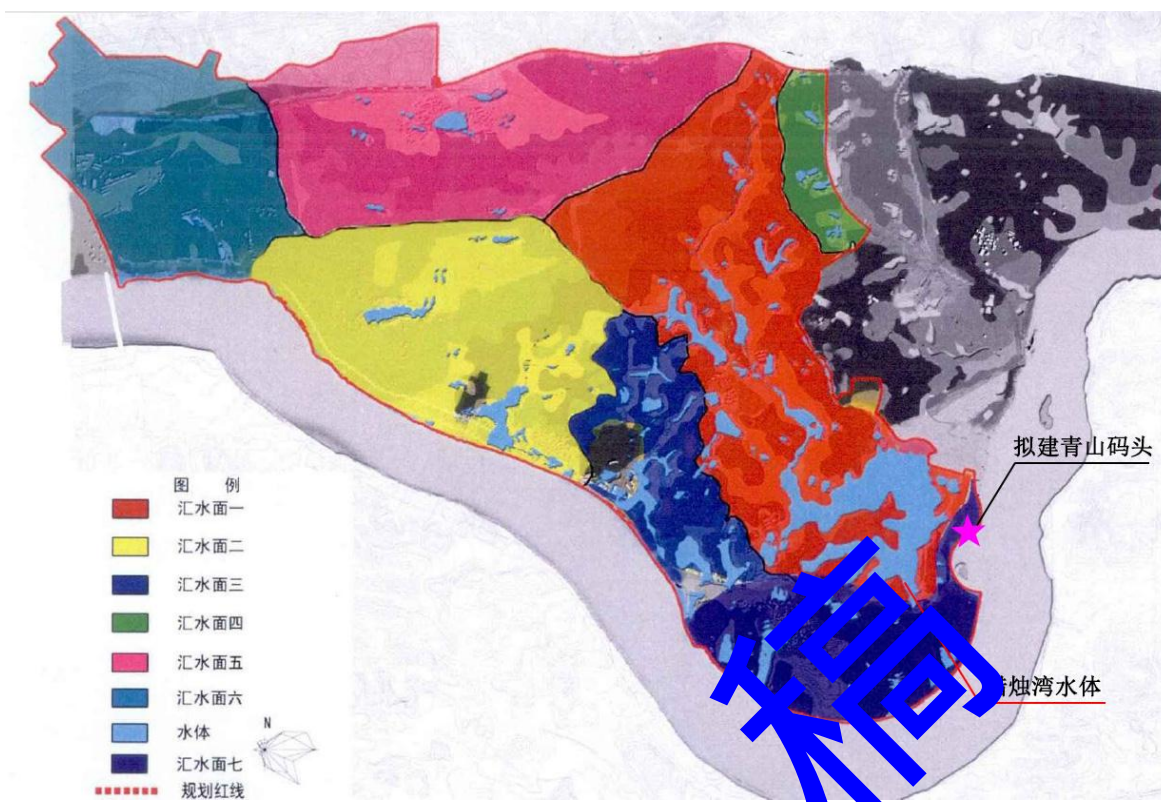 拟建青山码头
烛湾水体
图 例
汇水面一
汇水面二
汇水面三
汇水面四
汇水面五
汇水面六
水体
汇水面七
规划红线
N
稿